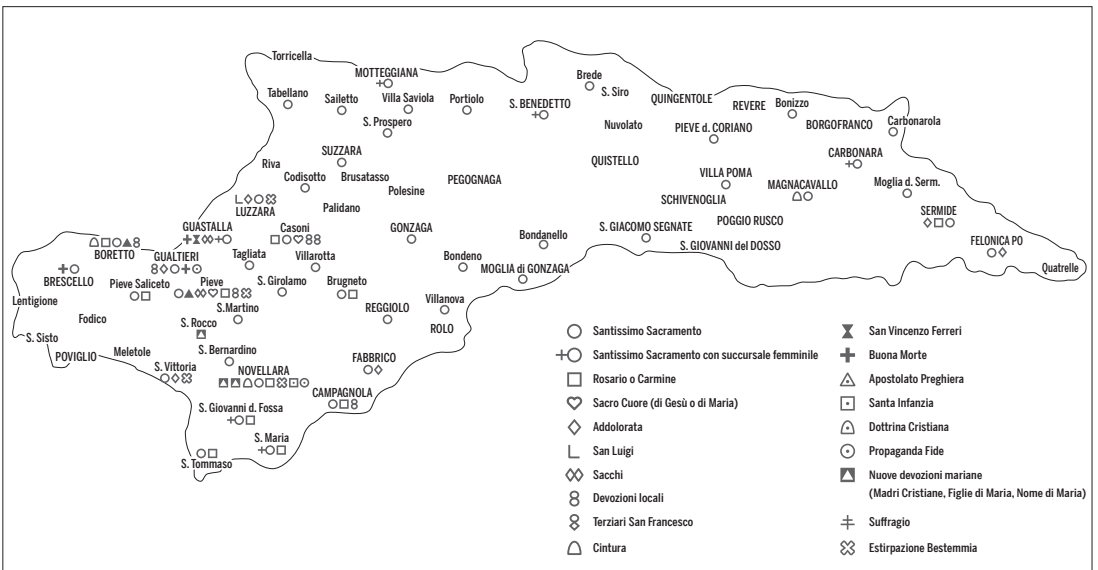 Torricella
MOTTEGGIANA
Brede
S. Siro
Tabellano
Sailetto
Villa Saviola
Portiolo
S. BENEDETTO
QUINGENTOLE
REVERE
Bonizzo
S. Prospero
Nuvolato
PIEVE d. CORIANO
BORGOFRANCO
Carbonarola
SUZZARA
QUISTELLO
CARBONARA
Riva
Codisotto
Brusatasso
Polesine
PEGOGNAGA
VILLA POMA
MAGNACAVALLO
Moglia d. Serm.
SCHIVENOGLIA
LUZZARA
Palidano
SERMIDE
GUASTALLA
Casoni
GONZAGA
Bondanello
S. GIACOMO SEGNATE
POGGIO RUSCO
S. GIOVANNI del DOSSO
FELONICA PO
BORETTO
GUALTIERI
Tagliata
Villarotta
Bondeno
MOGLIA di GONZAGA
Quatrelle
BRESCELLO
Pieve Saliceto
Pieve
S. Girolamo
Brugneto
Lentigione
Villanova
Fodico
S.Martino
REGGIOLO
S. Rocco
ROLO
S. Sisto
POVIGLIO
Meletole
S. Bernardino
S. Vittoria
NOVELLARA
FABBRICO
CAMPAGNOLA
S. Giovanni d. Fossa
S. Maria
S. Tommaso
Santissimo Sacramento
Santissimo Sacramento con succursale femminile
Rosario o Carmine
Sacro Cuore (di Gesù o di Maria)
Addolorata
San Luigi
Sacchi
Devozioni locali
Terziari San Francesco
Cintura
San Vincenzo Ferreri
Buona Morte
Apostolato Preghiera
Santa Infanzia
Dottrina Cristiana
Propaganda Fide
Nuove devozioni mariane
(Madri Cristiane, Figlie di Maria, Nome di Maria)
Suffragio
Estirpazione Bestemmia